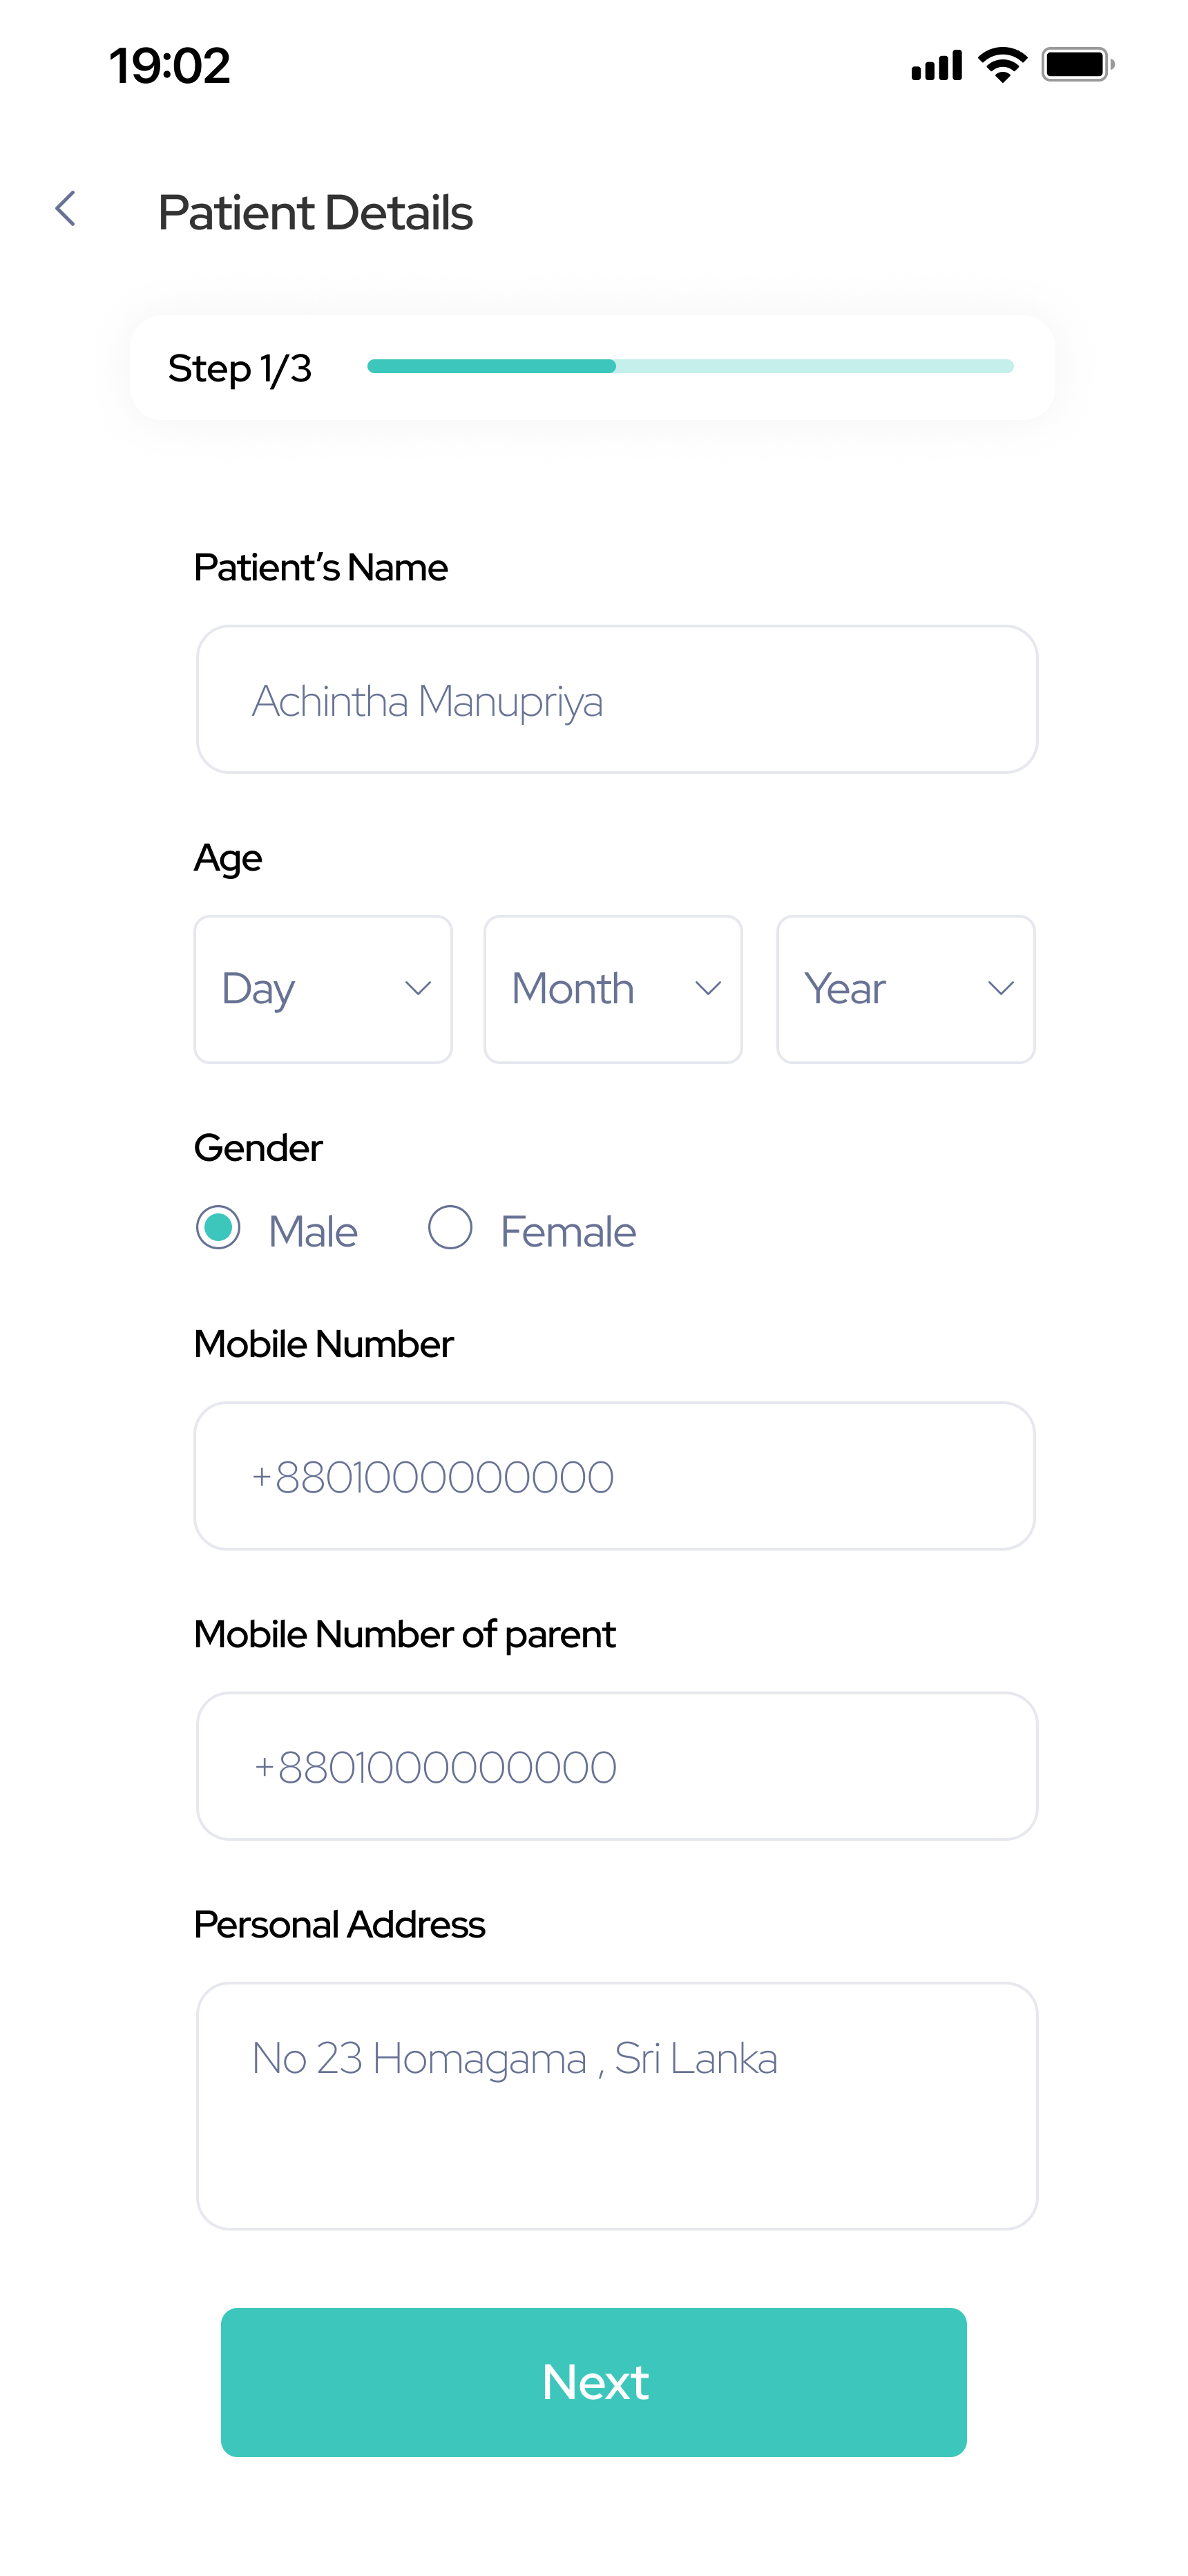 19:02
Patient Details
Step 1/3
Patient’s Name
Achintha Manupriya
Age
Day Month Year
Gender
Male Female
Mobile Number
+8801000000000
Mobile Number of parent
+8801000000000
Personal Address
No 23 Homagama , Sri Lanka
Next